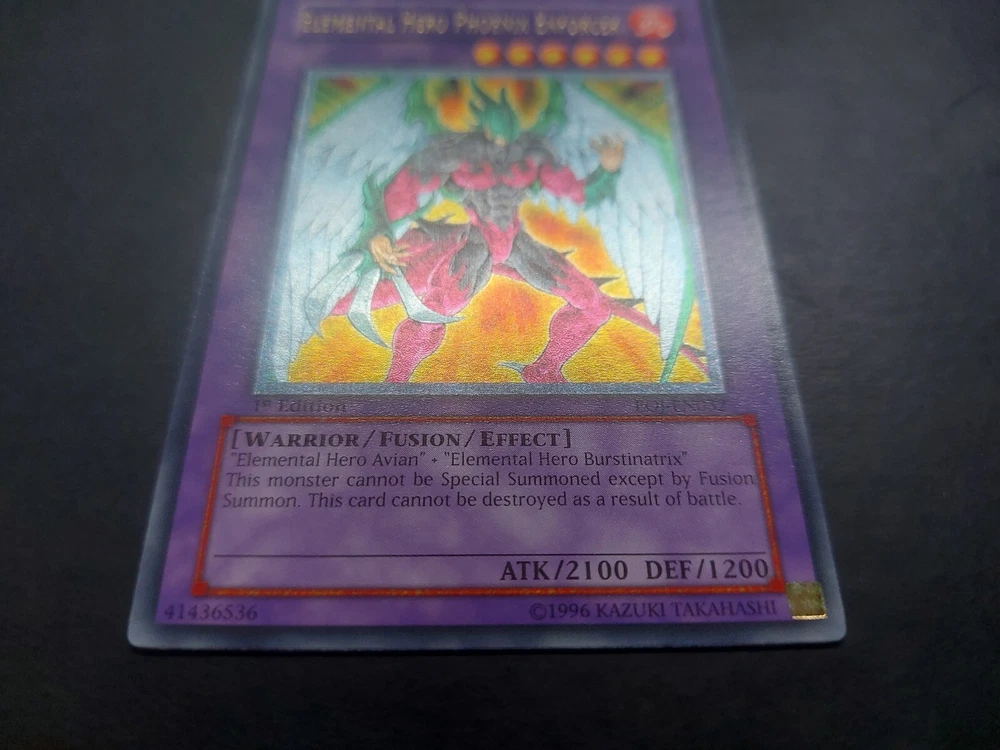 Elemental Hero Phoenix Enforcer
1st Edition
[Warrior/Fusion/Effect]
"Elemental Hero Avian" + "Elemental Hero Burstinatrix"
This monster cannot be Special Summoned except by Fusion
Summon. This card cannot be destroyed as a result of battle.
ATK/2100 DEF/1200
41436536
©1996 KAZUKI TAKAHASHI